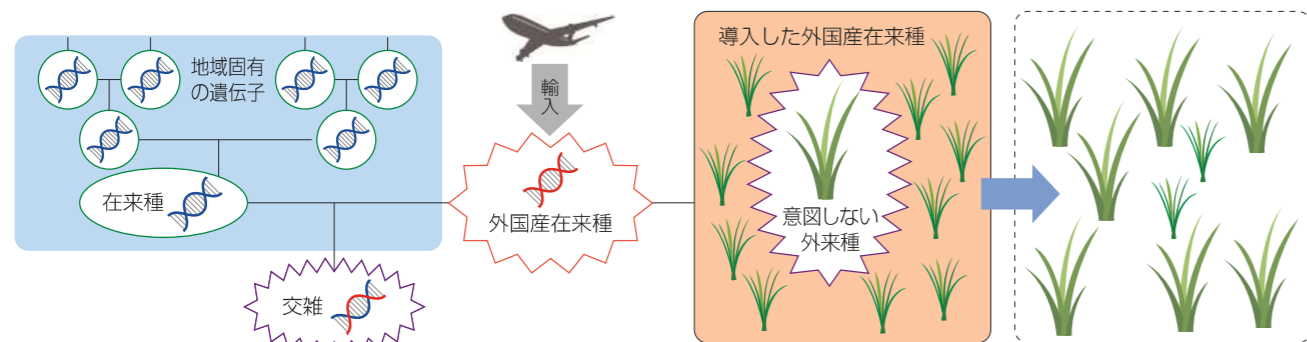 地域固有
の遺伝子
在来種
交雑
輸入
外国産在来種
導入した外国産在来種
意図しない
外来種